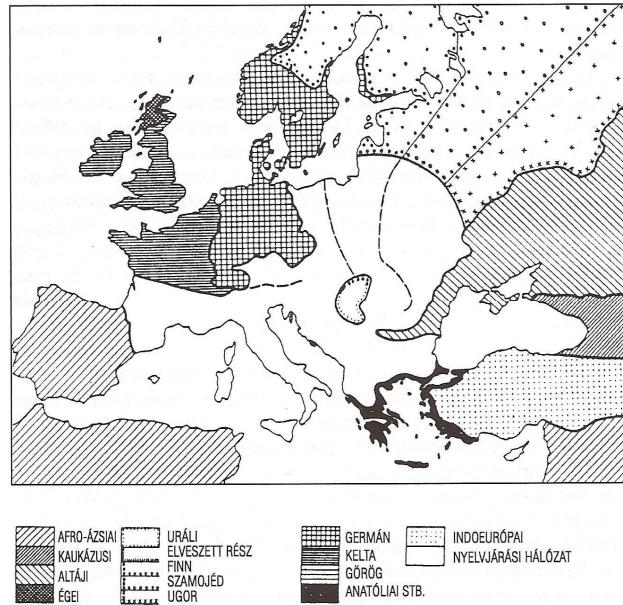 AFRO-ÁZSIAI
KAUKÁZUSI
ALTÁJI
ÉGEI
URÁLI
ELVESZETT RÉSZ
FINN
SZAMOJÉD
UGOR
GERMÁN
KELTA
GÖRÖG
ANATÓLIAI STB.
INDOEURÓPAI
NYELVJÁRÁSI HÁLÓZAT